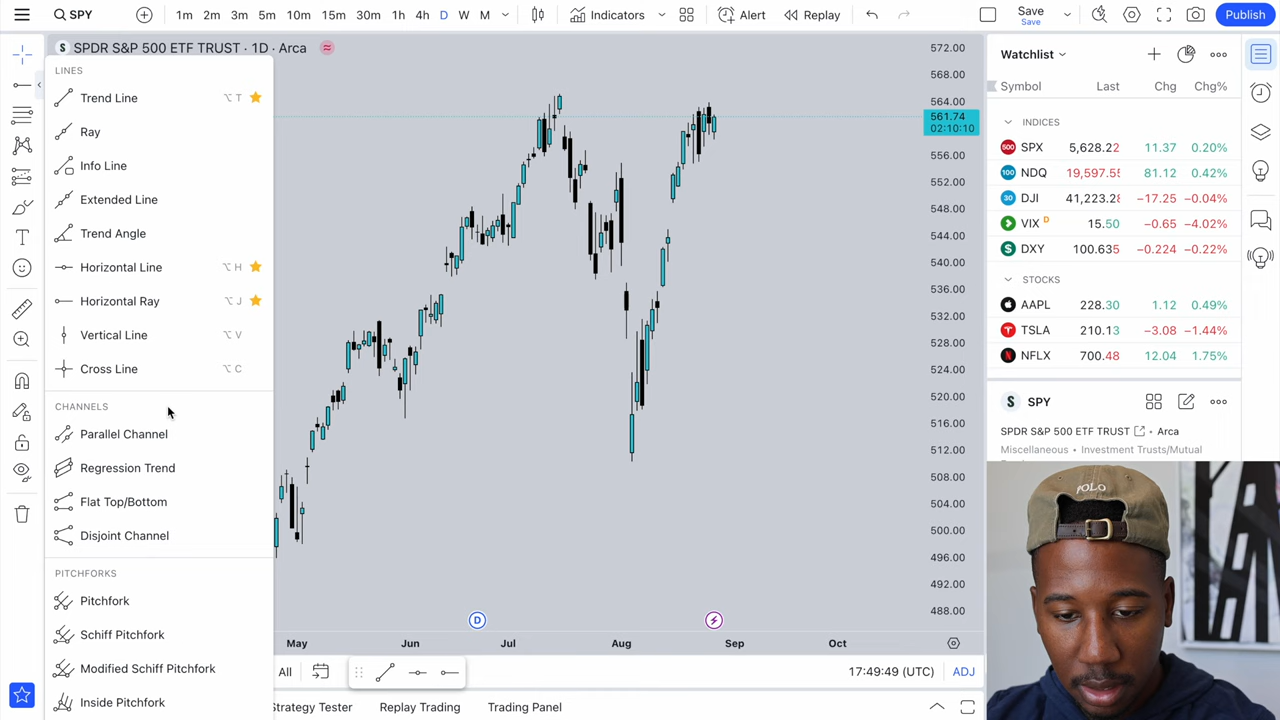 SPY
1m 2m 3m 5m 10m 15m 30m 1h 4h D W M
Indicators
Alert
Replay
Save
Save
Publish
S SPDR S&P 500 ETF TRUST · 1D · Arca
LINES
Trend Line ⌥ T
Ray
Info Line
Extended Line
Trend Angle
Horizontal Line ⌥ H
Horizontal Ray ⌥ J
Vertical Line ⌥ V
Cross Line ⌥ C
CHANNELS
Parallel Channel
Regression Trend
Flat Top/Bottom
Disjoint Channel
PITCHFORKS
Pitchfork
Schiff Pitchfork
Modified Schiff Pitchfork
Inside Pitchfork
572.00
568.00
564.00
561.74
02:10:10
556.00
552.00
548.00
544.00
540.00
536.00
532.00
528.00
524.00
520.00
516.00
512.00
508.00
504.00
500.00
496.00
492.00
488.00
D
May Jun Jul Aug Sep Oct
All
17:49:49 (UTC) ADJ
Strategy Tester Replay Trading Trading Panel
Watchlist
Symbol Last Chg Chg%
INDICES
500 SPX 5,628.22 11.37 0.20%
100 NDQ 19,597.55 81.12 0.42%
30 DJI 41,223.28 −17.25 −0.04%
VIX D 15.50 −0.65 −4.02%
$ DXY 100.635 −0.224 −0.22%
STOCKS
AAPL 228.30 1.12 0.49%
TSLA 210.13 −3.08 −1.44%
NFLX 700.48 12.04 1.75%
S SPY
SPDR S&P 500 ETF TRUST • Arca
Miscellaneous • Investment Trusts/Mutual
POLO